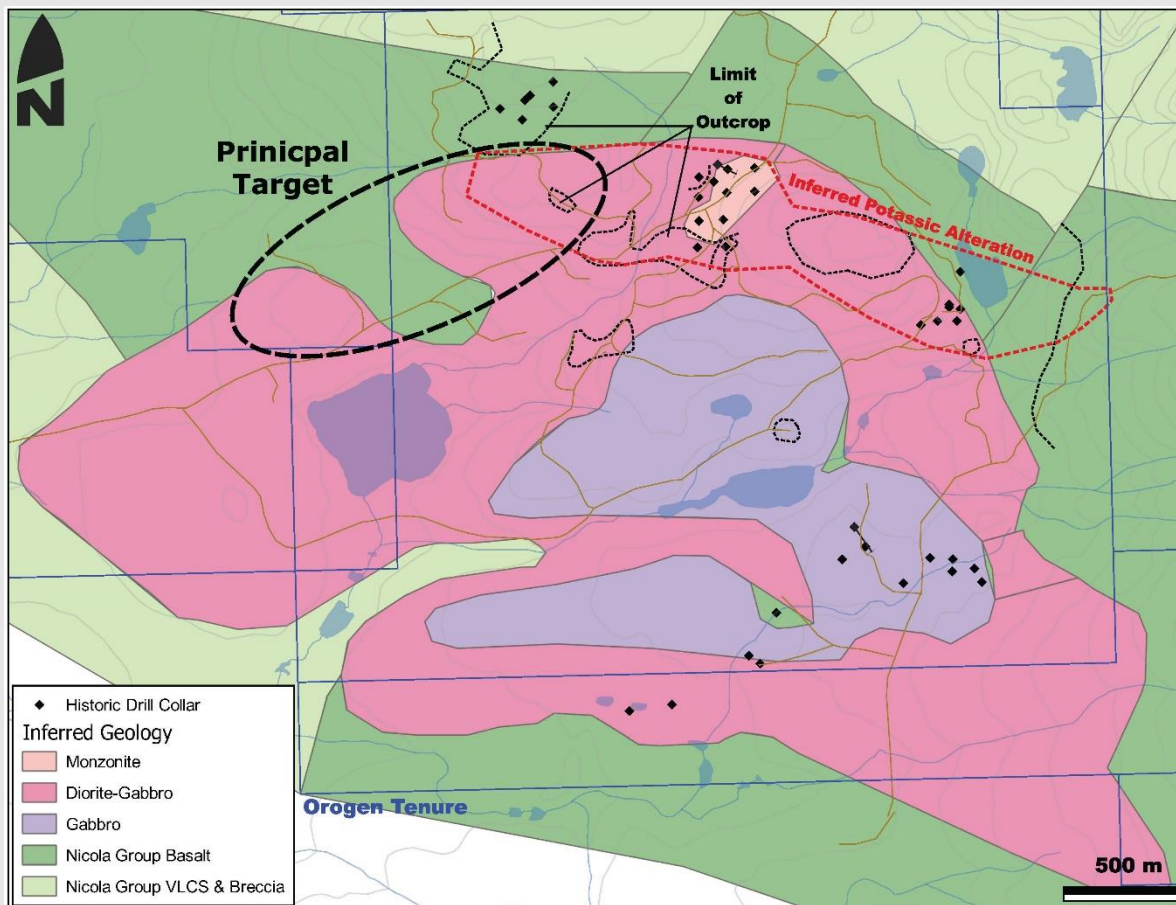 N
Limit
of
Outcrop
Prinicpal
Target
Inferred Potassic Alteration
Historic Drill Collar
Inferred Geology
Monzonite
Diorite-Gabbro
Gabbro
Nicola Group Basalt
Nicola Group VLCS & Breccia
Orogen Tenure
500 m